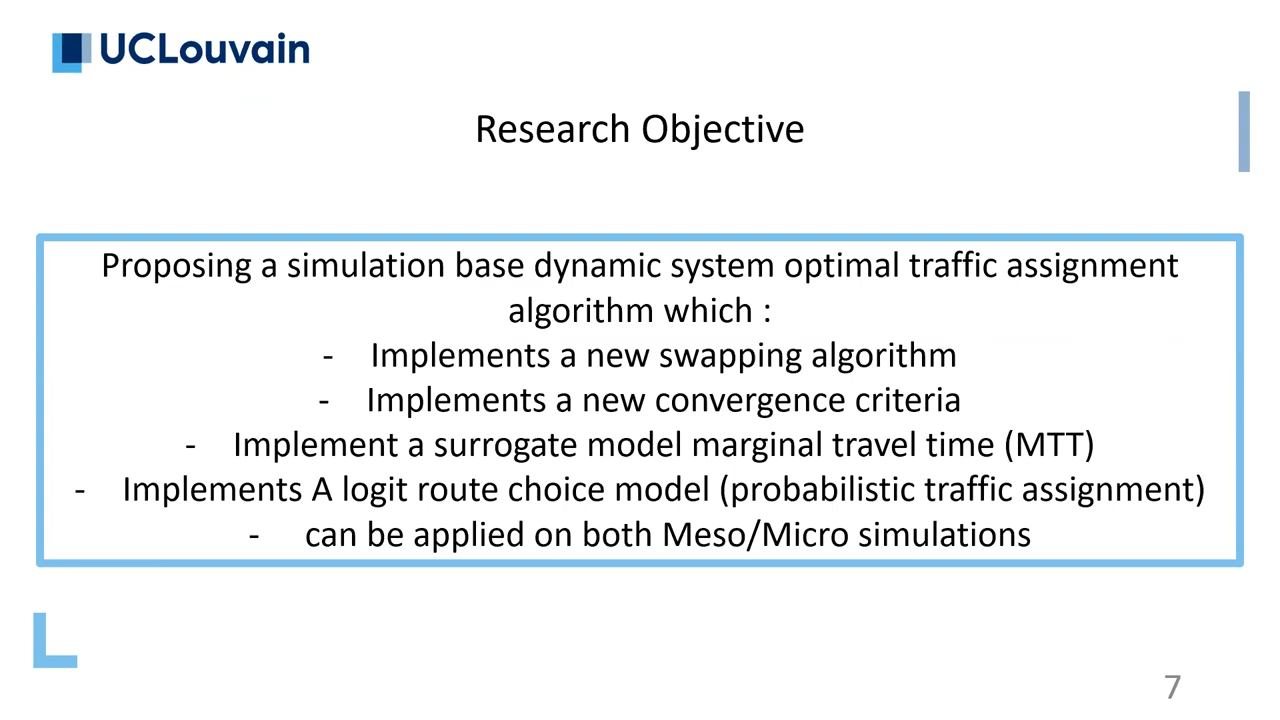 UCLouvain
Research Objective
Proposing a simulation base dynamic system optimal traffic assignment
algorithm which :
- Implements a new swapping algorithm
- Implements a new convergence criteria
- Implement a surrogate model marginal travel time (MTT)
- Implements A logit route choice model (probabilistic traffic assignment)
- can be applied on both Meso/Micro simulations
7